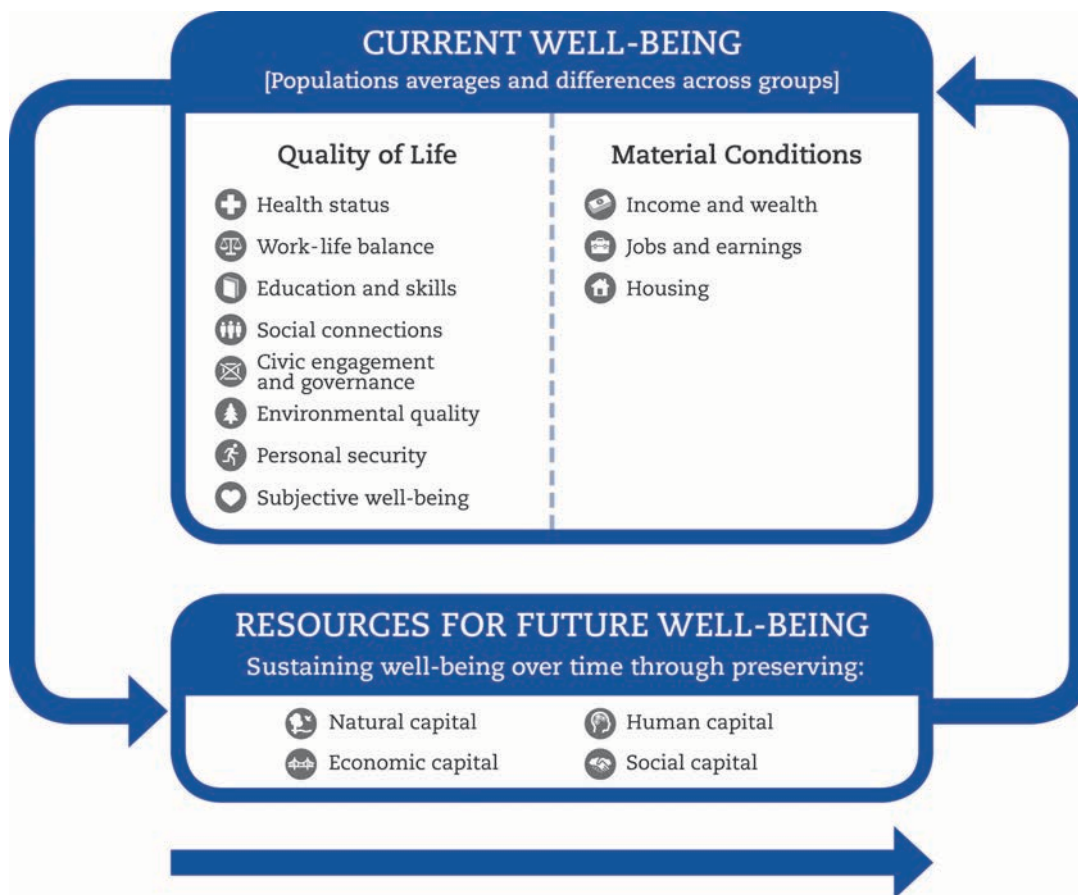 CURRENT WELL-BEING
[Populations averages and differences across groups]
Quality of Life
Health status
Work-life balance
Education and skills
Social connections
Civic engagement
and governance
Environmental quality
Personal security
Subjective well-being
Material Conditions
Income and wealth
Jobs and earnings
Housing
RESOURCES FOR FUTURE WELL-BEING
Sustaining well-being over time through preserving:
Natural capital
Economic capital
Human capital
Social capital